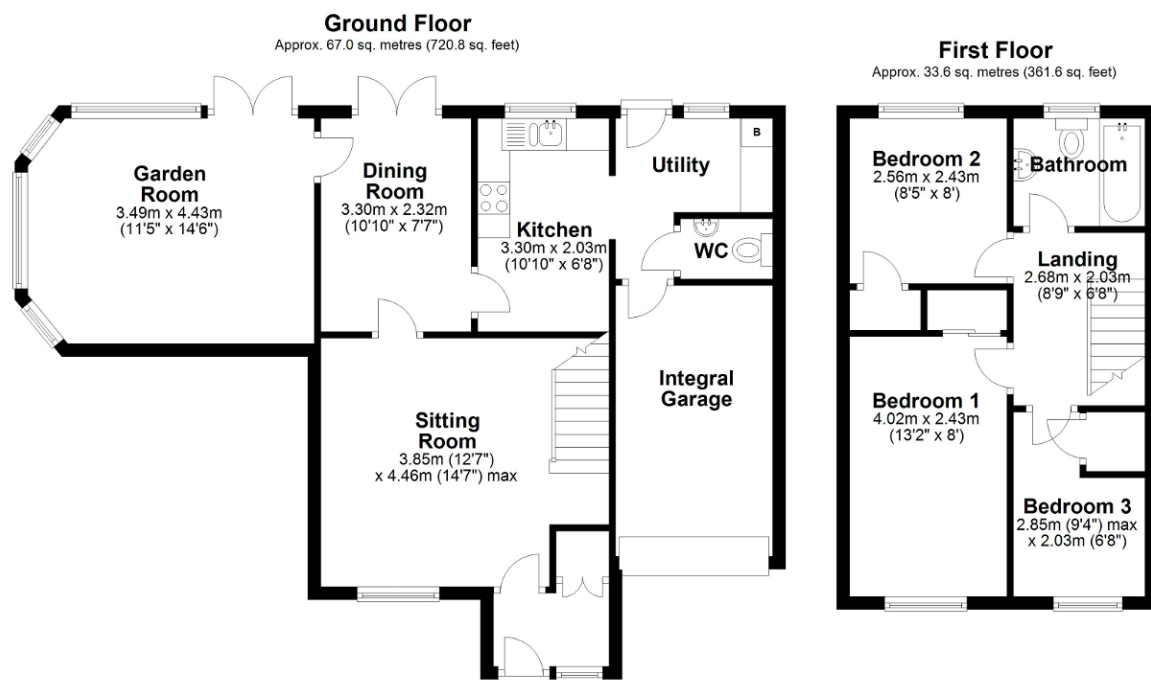 Ground Floor
Approx. 67.0 sq. metres (720.8 sq. feet)
Garden
Room
3.49m x 4.43m
(11'5" x 14'6")
Dining
Room
3.30m x 2.32m
(10'10" x 7'7")
Kitchen
3.30m x 2.03m
(10'10" x 6'8")
Utility
B
WC
Sitting
Room
3.85m (12'7")
x 4.46m (14'7") max
Integral
Garage
First Floor
Approx. 33.6 sq. metres (361.6 sq. feet)
Bedroom 2
2.56m x 2.43m
(8'5" x 8')
Bathroom
Landing
2.68m x 2.03m
(8'9" x 6'8")
Bedroom 1
4.02m x 2.43m
(13'2" x 8')
Bedroom 3
2.85m (9'4") max
x 2.03m (6'8")